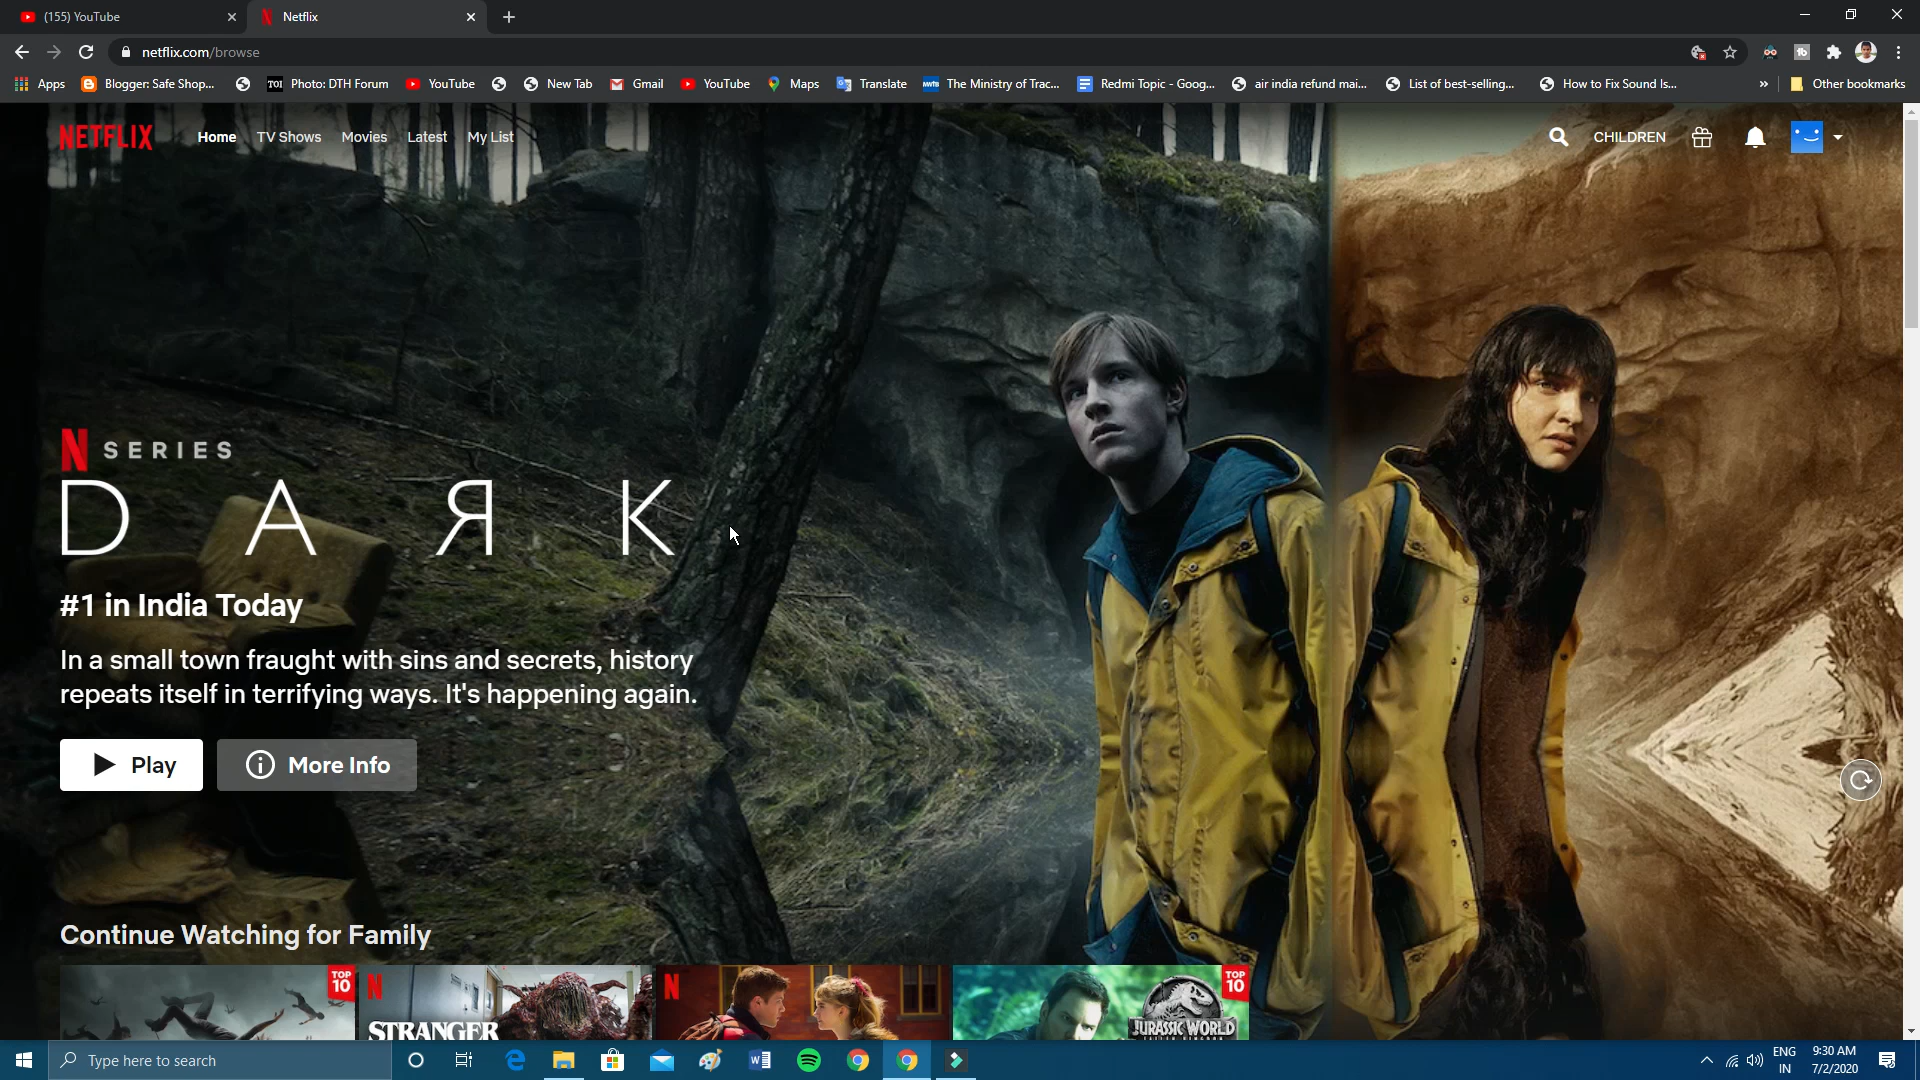 (155) YouTube
Netflix
netflix.com/browse
Apps
Blogger: Safe Shop...
TOI Photo: DTH Forum
YouTube
New Tab
Gmail
YouTube
Maps
Translate
The Ministry of Trac...
Redmi Topic - Goog...
air india refund mai...
List of best-selling...
How to Fix Sound Is...
»
Other bookmarks
NETFLIX
Home
TV Shows
Movies
Latest
My List
CHILDREN
N SERIES
DAЯK
#1 in India Today
In a small town fraught with sins and secrets, history
repeats itself in terrifying ways. It's happening again.
Play
More Info
Continue Watching for Family
TOP
10
N
STRANGER
N
JURASSIC WORLD
TOP
10
Type here to search
ENG
IN
9:30 AM
7/2/2020